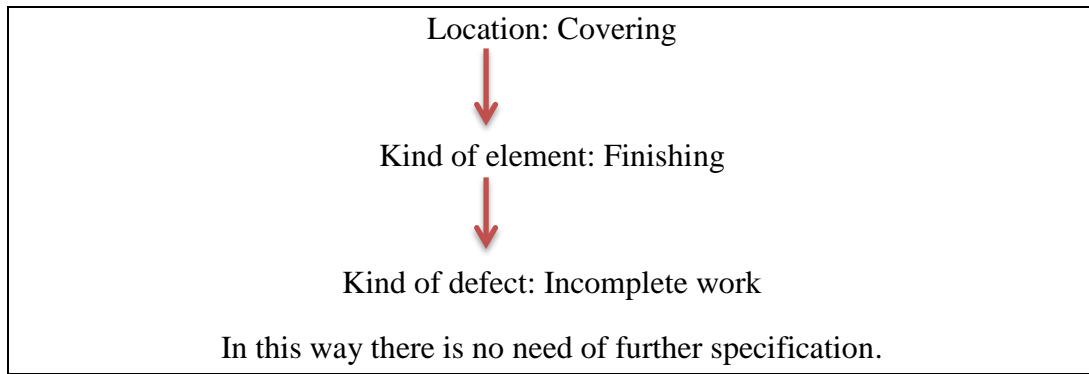 Location: Covering
Kind of element: Finishing
Kind of defect: Incomplete work
In this way there is no need of further specification.